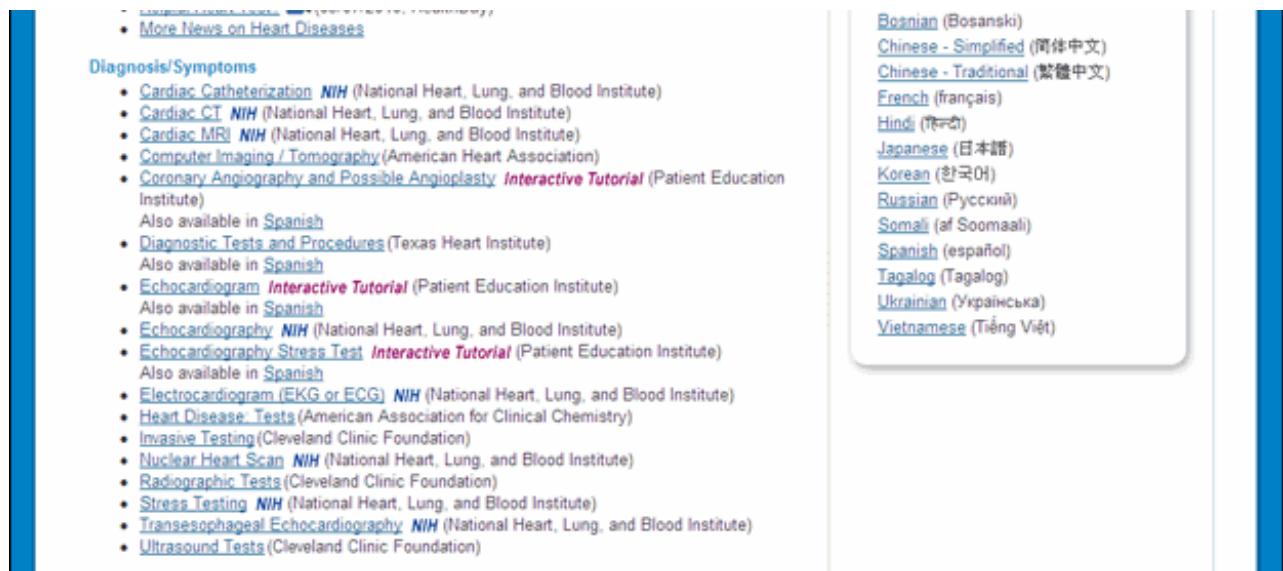 More News on Heart Diseases
Diagnosis/Symptoms
Cardiac Catheterization NIH (National Heart, Lung, and Blood Institute)
Cardiac CT NIH (National Heart, Lung, and Blood Institute)
Cardiac MRI NIH (National Heart, Lung, and Blood Institute)
Computer Imaging / Tomography (American Heart Association)
Coronary Angiography and Possible Angioplasty Interactive Tutorial (Patient Education
Institute)
Also available in Spanish
Diagnostic Tests and Procedures (Texas Heart Institute)
Also available in Spanish
Echocardiogram Interactive Tutorial (Patient Education Institute)
Also available in Spanish
Echocardiography NIH (National Heart, Lung, and Blood Institute)
Echocardiography Stress Test Interactive Tutorial (Patient Education Institute)
Also available in Spanish
Electrocardiogram (EKG or ECG) NIH (National Heart, Lung, and Blood Institute)
Heart Disease: Tests (American Association for Clinical Chemistry)
Invasive Testing (Cleveland Clinic Foundation)
Nuclear Heart Scan NIH (National Heart, Lung, and Blood Institute)
Radiographic Tests (Cleveland Clinic Foundation)
Stress Testing NIH (National Heart, Lung, and Blood Institute)
Transesophageal Echocardiography NIH (National Heart, Lung, and Blood Institute)
Ultrasound Tests (Cleveland Clinic Foundation)
Bosnian (Bosanski)
Chinese - Simplified (简体中文)
Chinese - Traditional (繁體中文)
French (français)
Hindi (हिन्दी)
Japanese (日本語)
Korean (한국어)
Russian (Русский)
Somali (af Soomaali)
Spanish (español)
Tagalog (Tagalog)
Ukrainian (Українська)
Vietnamese (Tiếng Việt)